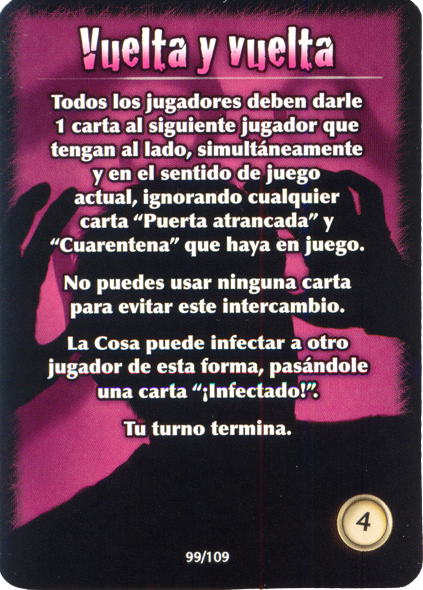 Vuelta y vuelta
Todos los jugadores deben darle
1 carta al siguiente jugador que
tengan al lado, simultáneamente
y en el sentido de juego
actual, ignorando cualquier
carta “Puerta atrancada” y
“Cuarentena” que haya en juego.
No puedes usar ninguna carta
para evitar este intercambio.
La Cosa puede infectar a otro
jugador de esta forma, pasándole
una carta “¡Infectado!”.
Tu turno termina.
4
99/109